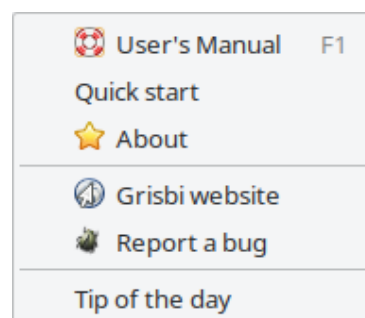 User's Manual F1
Quick start
About
Grisbi website
Report a bug
Tip of the day